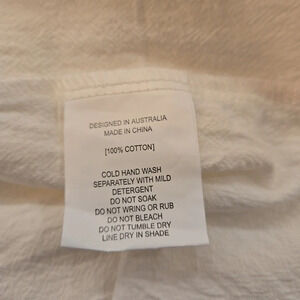 DESIGNED IN AUSTRALIA
MADE IN CHINA
[100% COTTON]
COLD HAND WASH
SEPARATELY WITH MILD
DETERGENT
DO NOT SOAK
DO NOT WRING OR RUB
DO NOT BLEACH
DO NOT TUMBLE DRY
LINE DRY IN SHADE